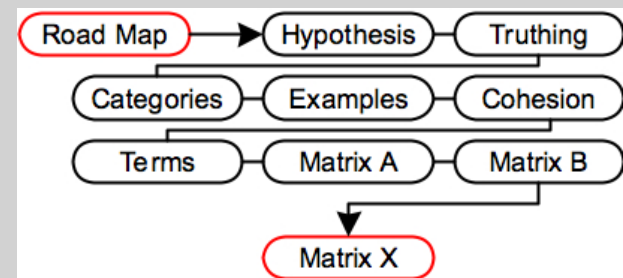 Road Map Hypothesis Truthing
Categories Examples Cohesion
Terms Matrix A Matrix B
Matrix X